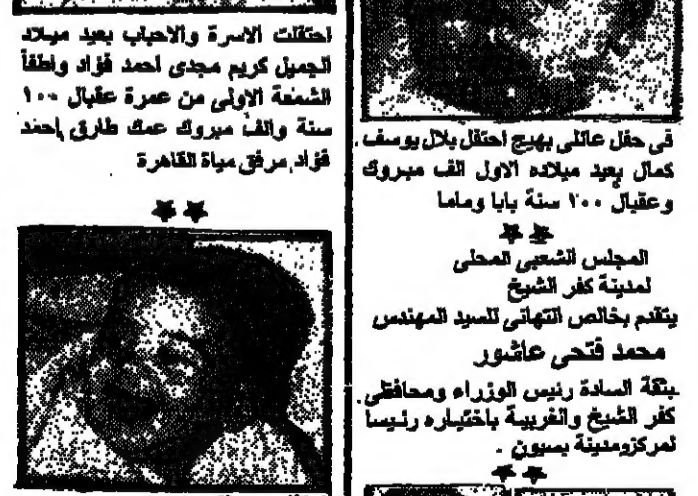 في حفل عائلى بهيج احتفل بلال يوسف
كمال بعيد ميلاده الاول الف مبروك
وعقبال ١٠٠ سنة بابا وماما
المجلس الشعبى المحلى
لمدينة كفر الشيخ
يتقدم بخالص التهانى للسيد المهندس
محمد فتحى عاشور
بثقة السادة رئيس الوزراء ومحافظى
كفر الشيخ والغربية باختياره رئيسا
لمركزومدينة بسيون .
احتفلت الاسرة والاحباب بعيد ميلاد
الجميل كريم مجدى احمد فؤاد واطفأ
الشمعة الاولى من عمرة عقبال ١٠٠
سنة والف مبروك عمك طارق احمد
فؤاد مرفق مياة القاهرة